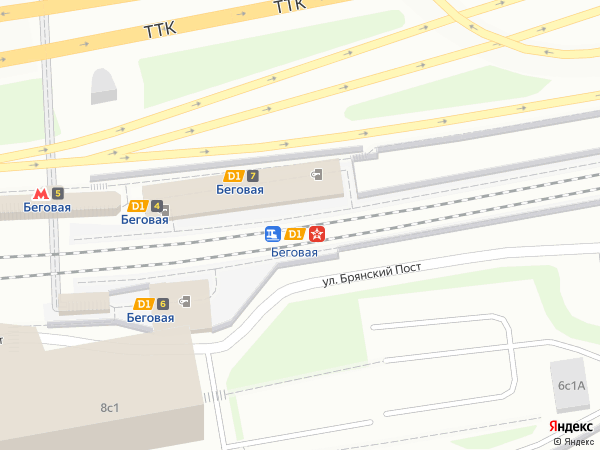 ТТК
ТТК
D1 7
Беговая
М 5
Беговая
D1 4
Беговая
D1
Беговая
ул. Брянский Пост
D1 6
Беговая
8с1
6с1А
Яндекс
© Яндекс